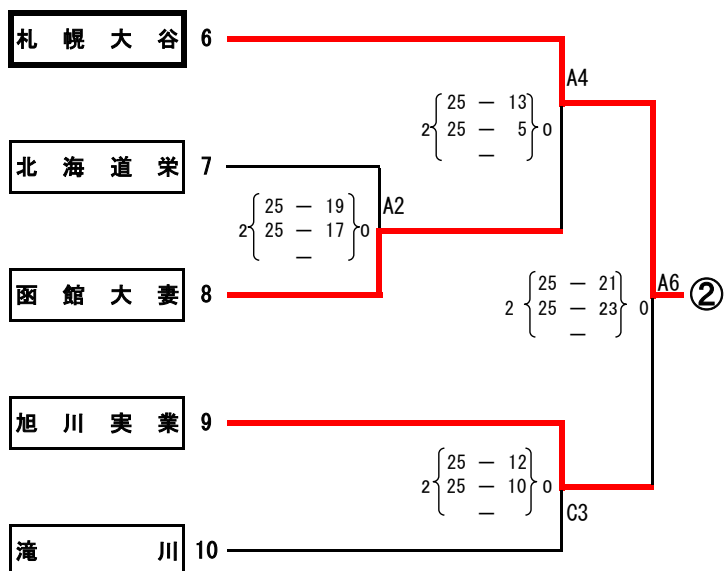 札幌大谷 6
A4
25 — 13
2 25 — 5 0
—
北海道栄 7
A2
25 — 19
2 25 — 17 0
—
函館大妻 8
A6 ②
25 — 21
2 25 — 23 0
—
旭川実業 9
25 — 12
2 25 — 10 0
—
C3
滝川 10